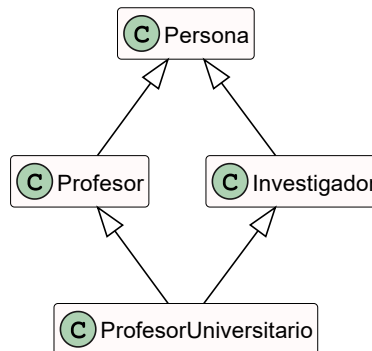 C Persona
C Profesor
C Investigador
C ProfesorUniversitario